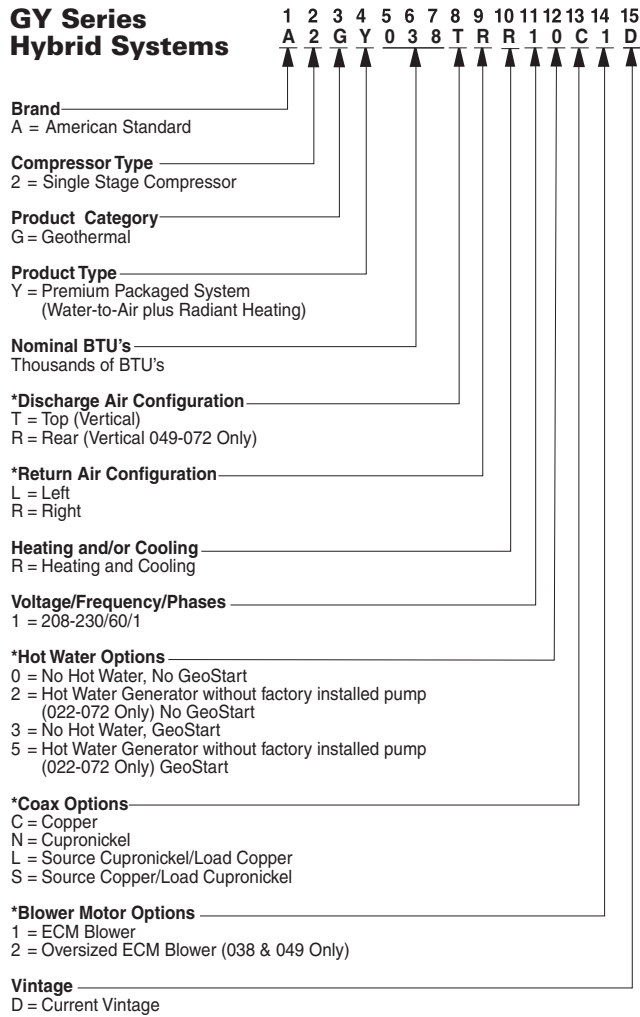 GY Series
Hybrid Systems
1 2 3 4 5 6 7 8 9 10 11 12 13 14 15
A 2 G Y 0 3 8 T R R 1 0 C 1 D
Brand
A = American Standard
Compressor Type
2 = Single Stage Compressor
Product Category
G = Geothermal
Product Type
Y = Premium Packaged System
(Water-to-Air plus Radiant Heating)
Nominal BTU's
Thousands of BTU's
*Discharge Air Configuration
T = Top (Vertical)
R = Rear (Vertical 049-072 Only)
*Return Air Configuration
L = Left
R = Right
Heating and/or Cooling
R = Heating and Cooling
Voltage/Frequency/Phases
1 = 208-230/60/1
*Hot Water Options
0 = No Hot Water, No GeoStart
2 = Hot Water Generator without factory installed pump
(022-072 Only) No GeoStart
3 = No Hot Water, GeoStart
5 = Hot Water Generator without factory installed pump
(022-072 Only) GeoStart
*Coax Options
C = Copper
N = Cupronickel
L = Source Cupronickel/Load Copper
S = Source Copper/Load Cupronickel
*Blower Motor Options
1 = ECM Blower
2 = Oversized ECM Blower (038 & 049 Only)
Vintage
D = Current Vintage